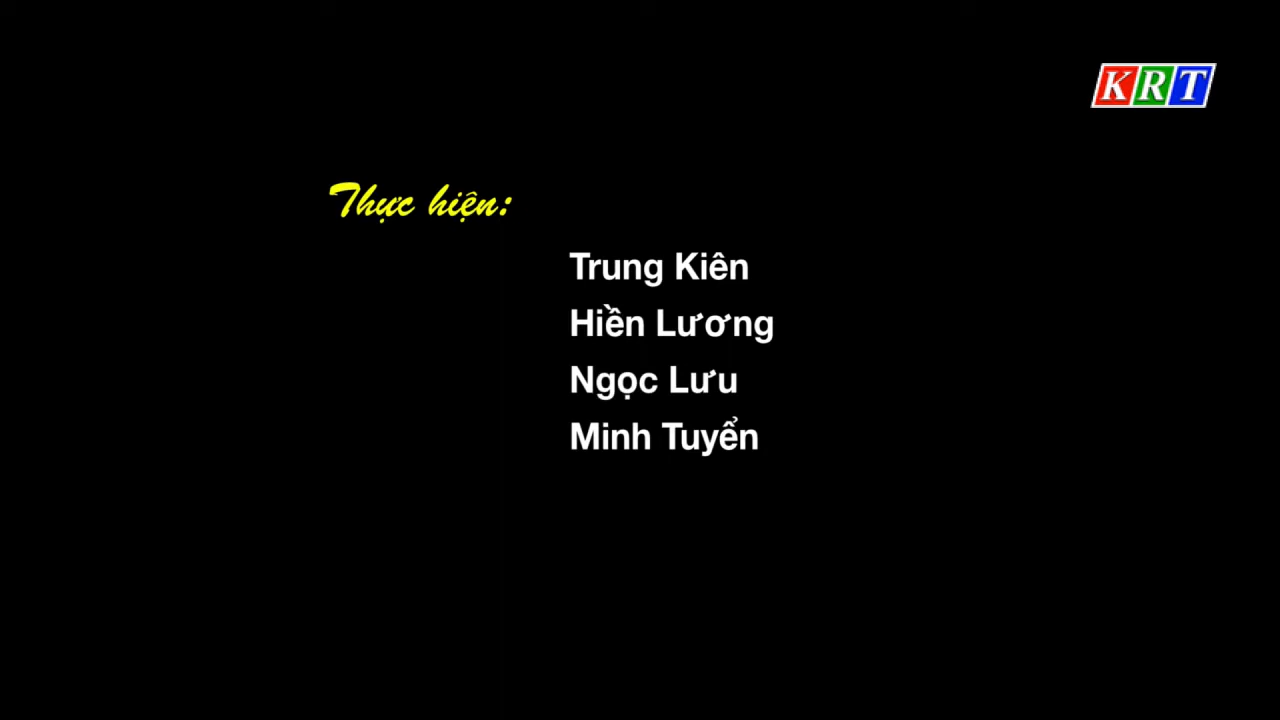 KRT
Thực hiện:
Trung Kiên
Hiền Lương
Ngọc Lưu
Minh Tuyển